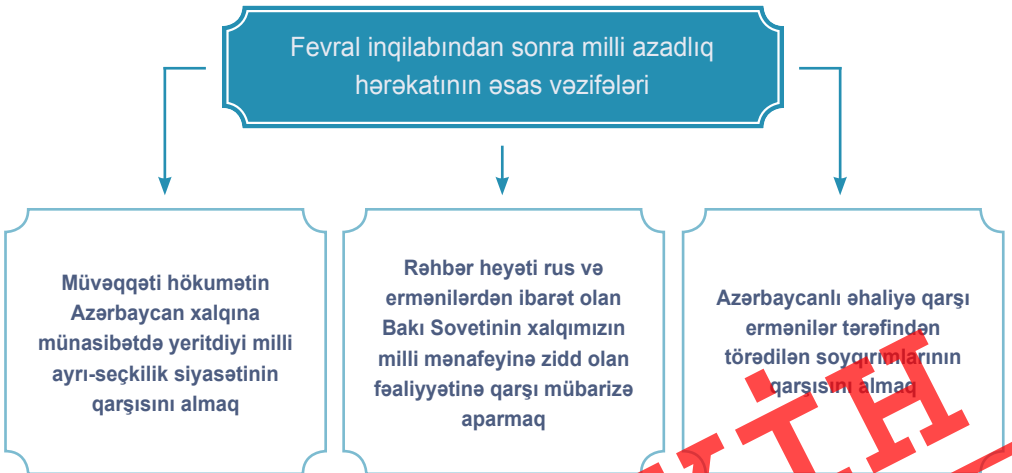 Fevral inqilabından sonra milli azadlıq
hərəkatının əsas vəzifələri
Müvəqqəti hökumətin
Azərbaycan xalqına
münasibətdə yeritdiyi milli
ayrı-seçkilik siyasətinin
qarşısını almaq
Rəhbər heyəti rus və
ermənilərdən ibarət olan
Bakı Sovetinin xalqımızın
milli mənafeyinə zidd olan
fəaliyyətinə qarşı mübarizə
aparmaq
Azərbaycanlı əhaliyə qarşı
ermənilər tərəfindən
törədilən soyqırımlarının
qarşısını almaq